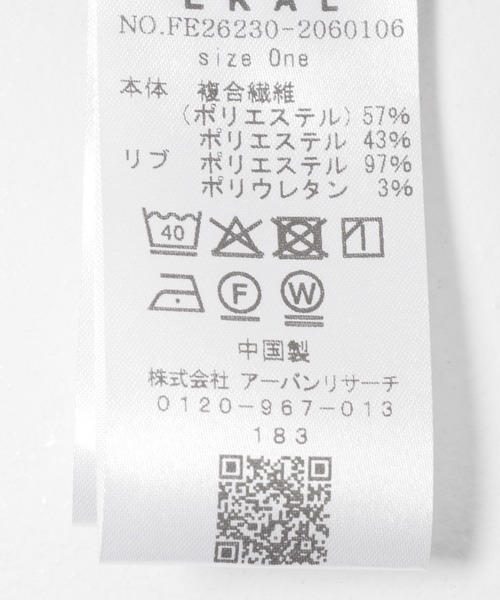 NO.FE26230-2060106
size One
本体 複合繊維
(ポリエステル) 57%
ポリエステル 43%
リブ ポリエステル 97%
ポリウレタン 3%
40
F W
中国製
株式会社 アーバンリサーチ
0120-967-013
183